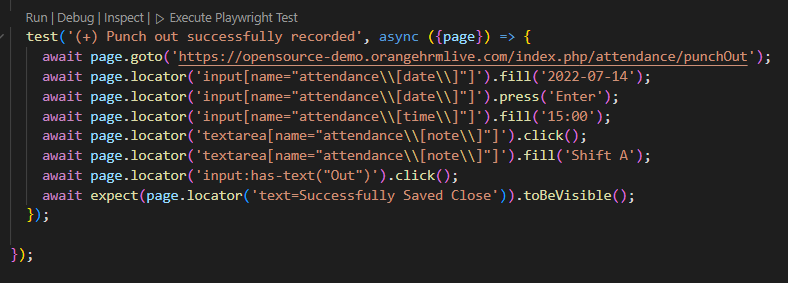 Run | Debug | Inspect | ▷ Execute Playwright Test
test('(+) Punch out successfully recorded', async ({page}) => {
await page.goto('https://opensource-demo.orangehrmlive.com/index.php/attendance/punchOut');
await page.locator('input[name="attendance\\[date\\]"]').fill('2022-07-14');
await page.locator('input[name="attendance\\[date\\]"]').press('Enter');
await page.locator('input[name="attendance\\[time\\]"]').fill('15:00');
await page.locator('textarea[name="attendance\\[note\\]"]').click();
await page.locator('textarea[name="attendance\\[note\\]"]').fill('Shift A');
await page.locator('input:has-text("Out")').click();
await expect(page.locator('text=Successfully Saved Close')).toBeVisible();
});
});